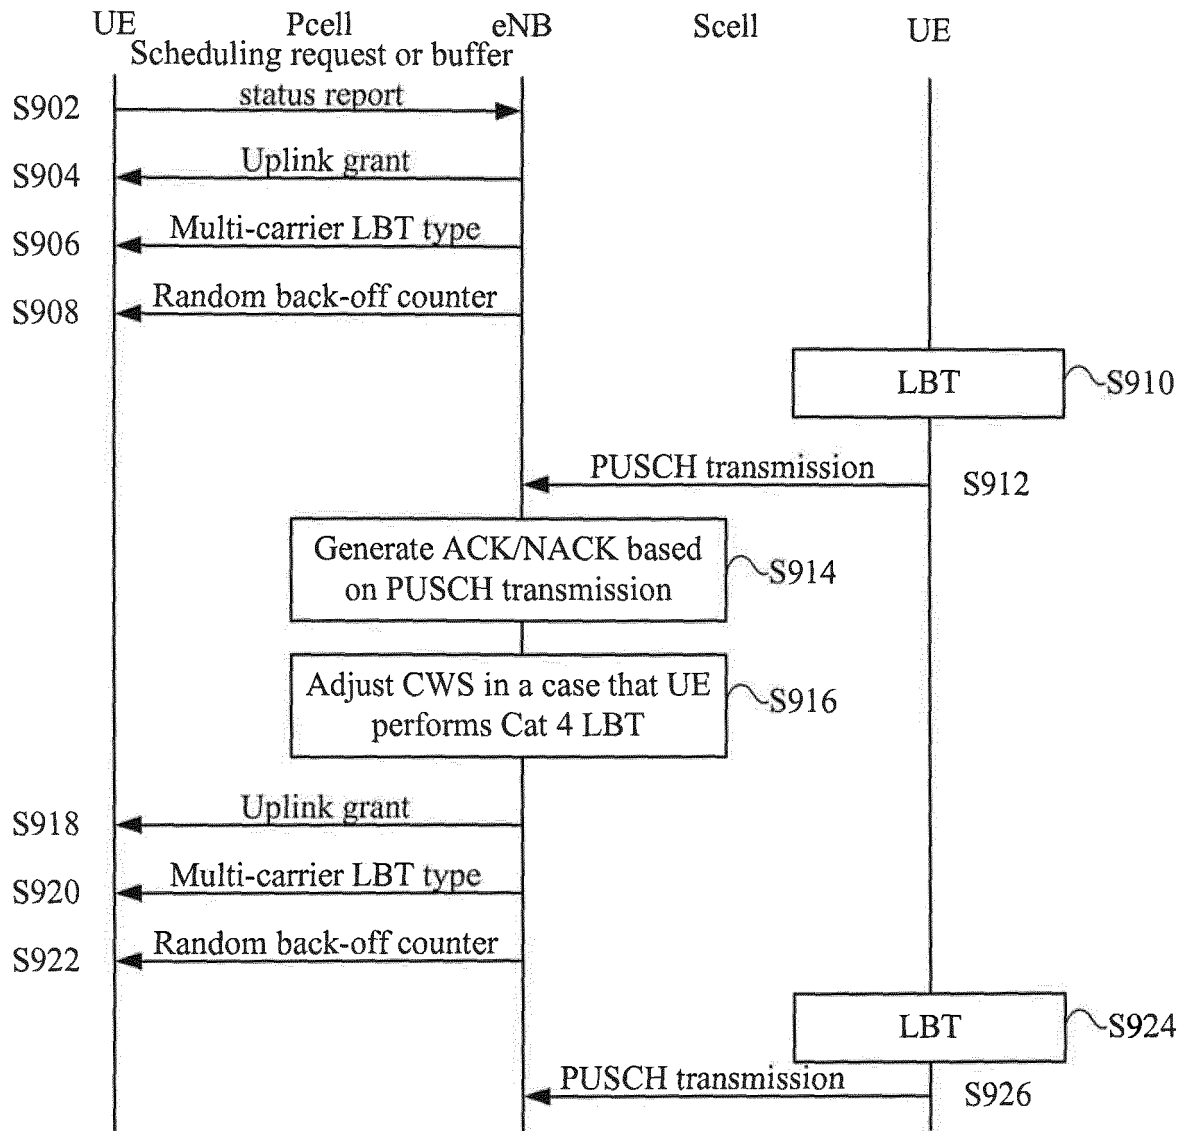 UE Pcell eNB Scell UE
Scheduling request or buffer
status report
S902
Uplink grant
S904
Multi-carrier LBT type
S906
Random back-off counter
S908
LBT
S910
PUSCH transmission
S912
Generate ACK/NACK based
on PUSCH transmission
S914
Adjust CWS in a case that UE
performs Cat 4 LBT
S916
Uplink grant
S918
Multi-carrier LBT type
S920
Random back-off counter
S922
LBT
S924
PUSCH transmission
S926